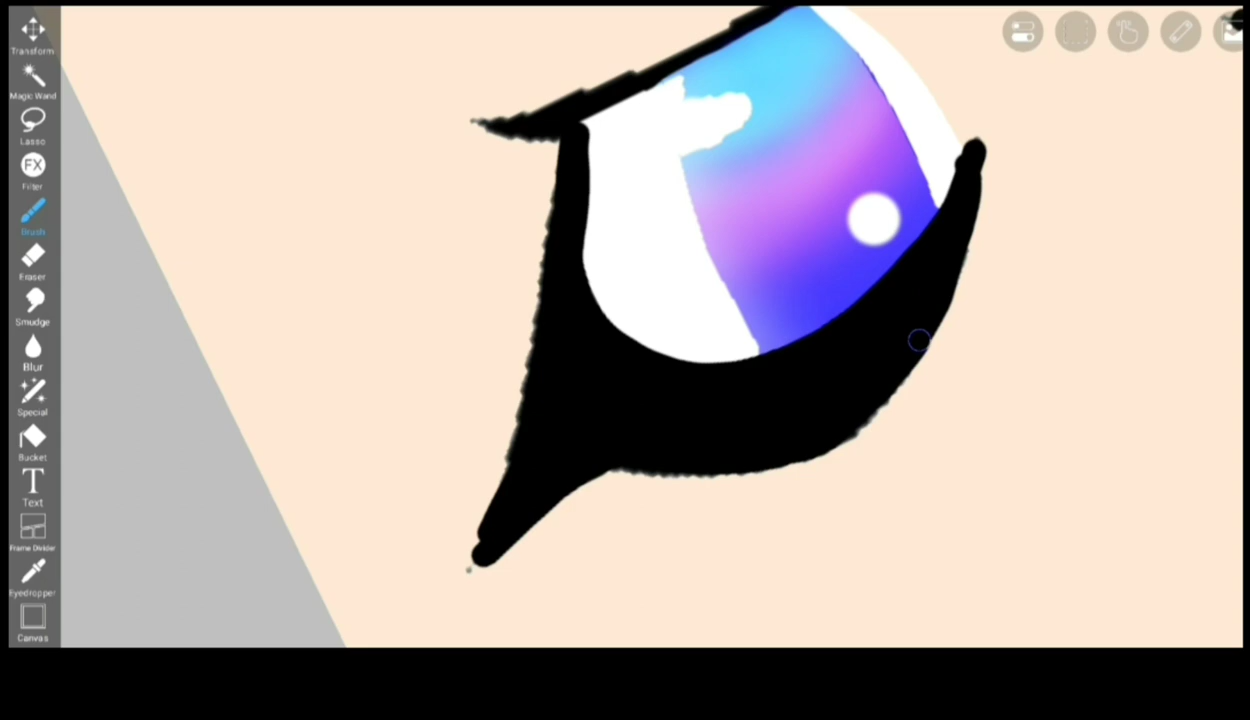 Transform
Magic Wand
Lasso
FX
Filter
Brush
Eraser
Smudge
Blur
Special
Bucket
T
Text
Frame Divider
Eyedropper
Canvas